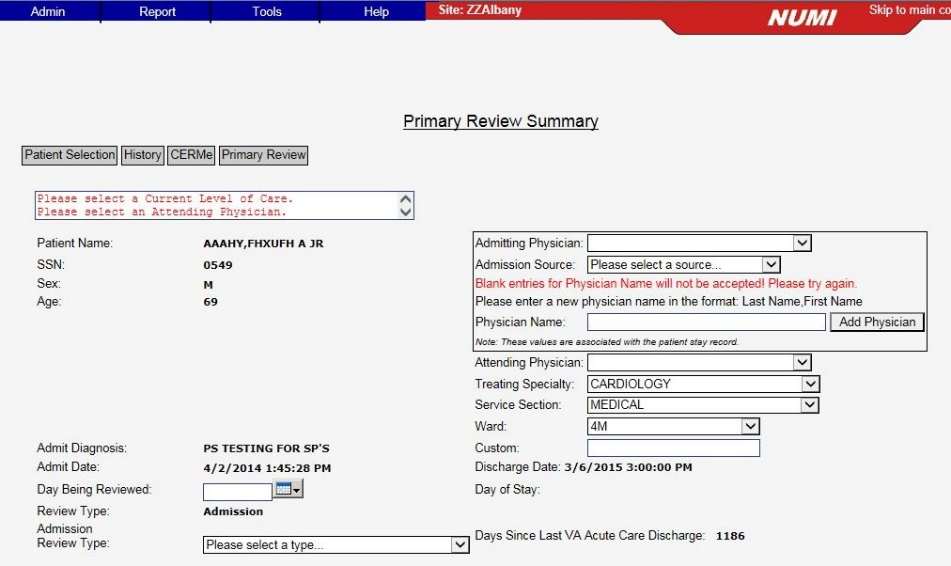 Admin Report Tools Help Site: ZZAlbany NUMI Skip to main co
Primary Review Summary
Patient Selection History CERMe Primary Review
Please select a Current Level of Care.
Please select an Attending Physician.
Patient Name: AAAHY,FHXUFH A JR
SSN: 0549
Sex: M
Age: 69
Admitting Physician:
Admission Source: Please select a source...
Blank entries for Physician Name will not be accepted! Please try again.
Please enter a new physician name in the format: Last Name,First Name
Physician Name: Add Physician
Note: These values are associated with the patient stay record.
Attending Physician:
Treating Specialty: CARDIOLOGY
Service Section: MEDICAL
Ward: 4M
Admit Diagnosis: PS TESTING FOR SP'S Custom:
Admit Date: 4/2/2014 1:45:28 PM Discharge Date: 3/6/2015 3:00:00 PM
Day Being Reviewed: Day of Stay:
Review Type: Admission
Admission
Review Type: Please select a type... Days Since Last VA Acute Care Discharge: 1186